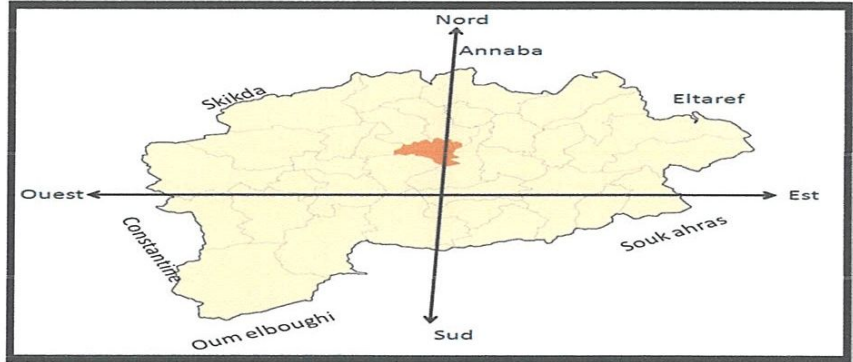 Nord
Annaba
Skikda
Eltaref
Ouest
Est
Constantine
Souk ahras
Oum elboughi
Sud